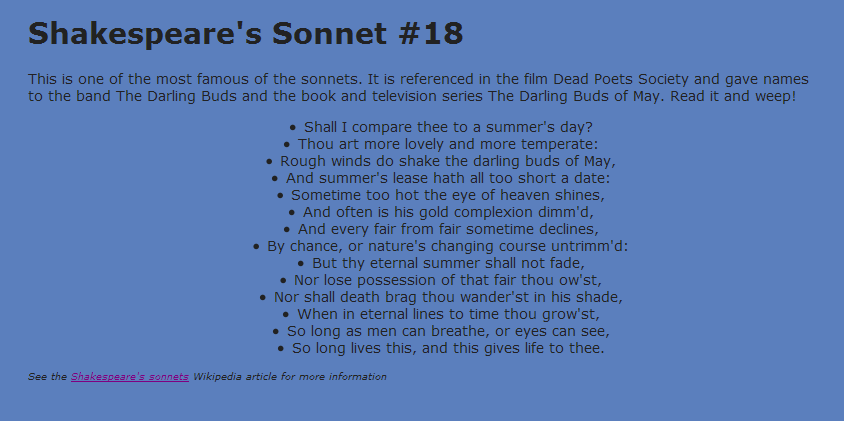 Shakespeare's Sonnet #18
This is one of the most famous of the sonnets. It is referenced in the film Dead Poets Society and gave names
to the band The Darling Buds and the book and television series The Darling Buds of May. Read it and weep!
• Shall I compare thee to a summer's day?
• Thou art more lovely and more temperate:
• Rough winds do shake the darling buds of May,
• And summer's lease hath all too short a date:
• Sometime too hot the eye of heaven shines,
• And often is his gold complexion dimm'd,
• And every fair from fair sometime declines,
• By chance, or nature's changing course untrimm'd:
• But thy eternal summer shall not fade,
• Nor lose possession of that fair thou ow'st,
• Nor shall death brag thou wander'st in his shade,
• When in eternal lines to time thou grow'st,
• So long as men can breathe, or eyes can see,
• So long lives this, and this gives life to thee.
See the Shakespeare's sonnets Wikipedia article for more information